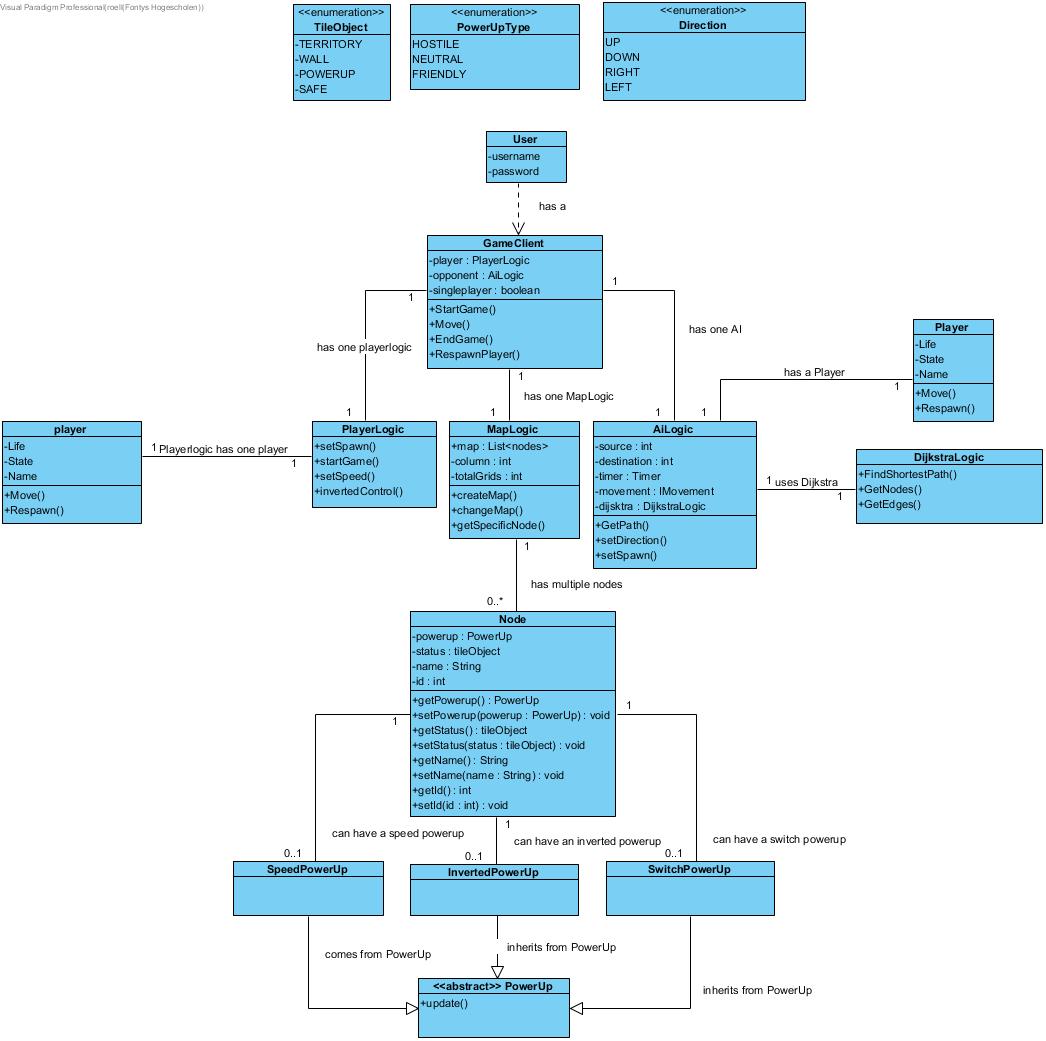 Visual Paradigm Professional(roell(Fontys Hogescholen))
<<enumeration>>
TileObject
-TERRITORY
-WALL
-POWERUP
-SAFE
<<enumeration>>
PowerUpType
HOSTILE
NEUTRAL
FRIENDLY
<<enumeration>>
Direction
UP
DOWN
RIGHT
LEFT
User
-username
-password
has a
GameClient
-player : PlayerLogic
-opponent : AiLogic
-singleplayer : boolean
+StartGame()
+Move()
+EndGame()
+RespawnPlayer()
1
has one playerlogic
1
1
has one MapLogic
1
1
has one AI
1
Player
-Life
-State
-Name
+Move()
+Respawn()
has a Player
1
1
player
-Life
-State
-Name
+Move()
+Respawn()
1
Playerlogic has one player
1
PlayerLogic
+setSpawn()
+startGame()
+setSpeed()
+invertedControl()
MapLogic
+map : List<nodes>
-column : int
-totalGrids : int
+createMap()
+changeMap()
+getSpecificNode()
AiLogic
-source : int
-destination : int
-timer : Timer
-movement : IMovement
-dijsktra : DijkstraLogic
+GetPath()
+setDirection()
+setSpawn()
1
uses Dijkstra
1
DijkstraLogic
+FindShortestPath()
+GetNodes()
+GetEdges()
1
has multiple nodes
0..*
Node
-powerup : PowerUp
-status : tileObject
-name : String
-id : int
+getPowerup() : PowerUp
+setPowerup(powerup : PowerUp) : void
+getStatus() : tileObject
+setStatus(status : tileObject) : void
+getName() : String
+setName(name : String) : void
+getId() : int
+setId(id : int) : void
1
can have a speed powerup
0..1
1
can have an inverted powerup
0..1
1
can have a switch powerup
0..1
SpeedPowerUp
InvertedPowerUp
SwitchPowerUp
comes from PowerUp
inherits from PowerUp
inherits from PowerUp
<<abstract>> PowerUp
+update()